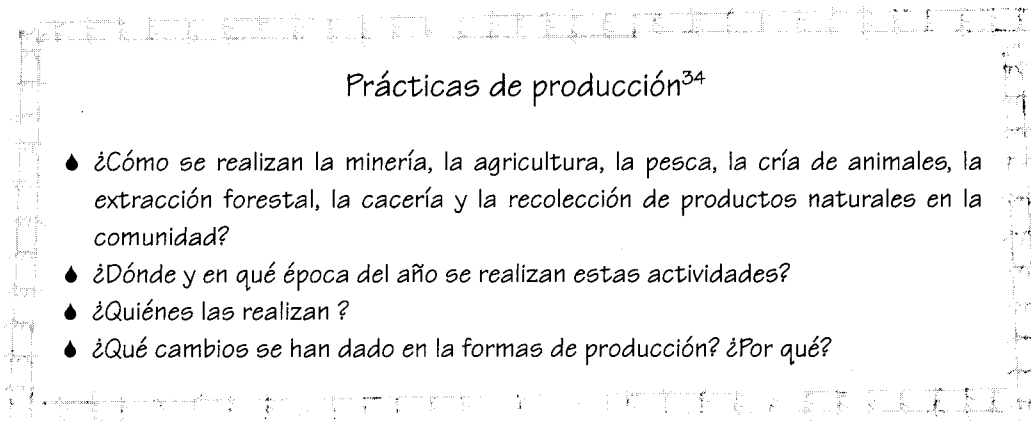 Prácticas de producción³⁴
¿Cómo se realizan la minería, la agricultura, la pesca, la cría de animales, la
extracción forestal, la cacería y la recolección de productos naturales en la
comunidad?
¿Dónde y en qué época del año se realizan estas actividades?
¿Quiénes las realizan ?
¿Qué cambios se han dado en la formas de producción? ¿Por qué?